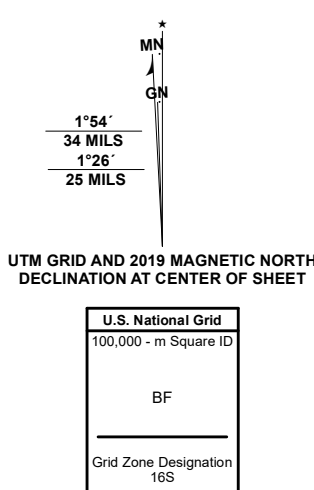 MN
GN
1°54´
34 MILS
1°26´
25 MILS
UTM GRID AND 2019 MAGNETIC NORTH
DECLINATION AT CENTER OF SHEET
U.S. National Grid
100,000 - m Square ID
BF
Grid Zone Designation
16S